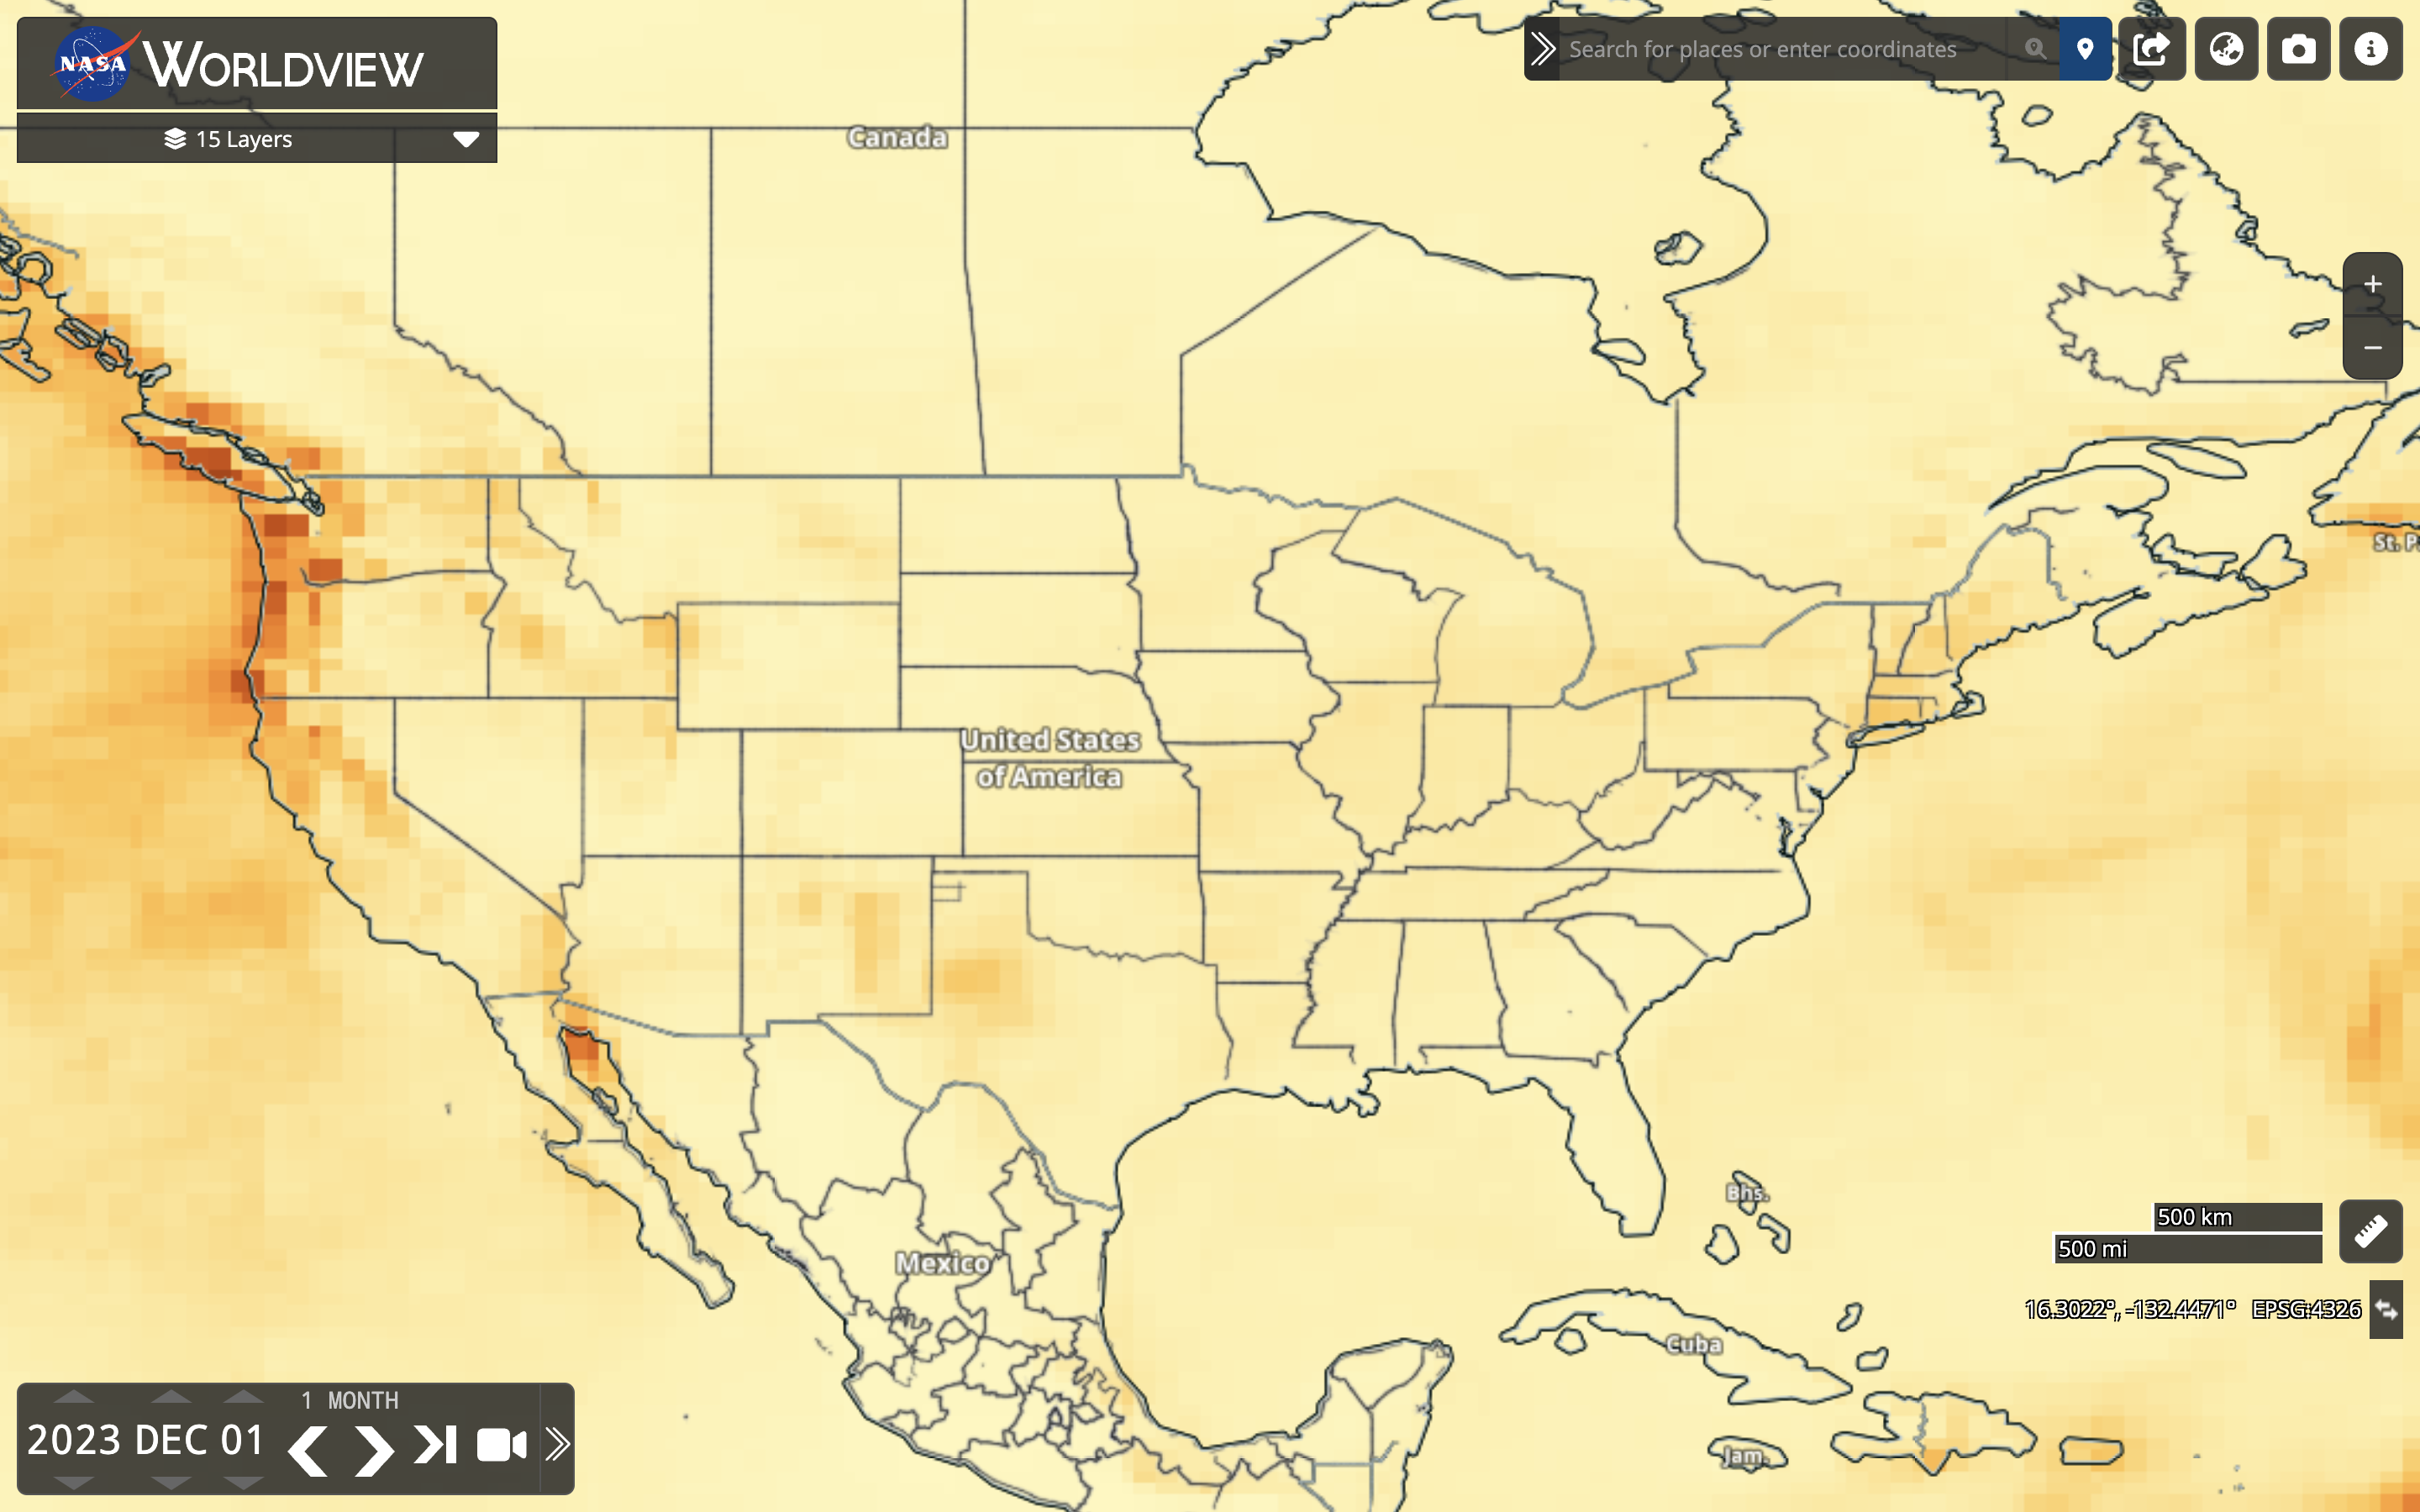 NASA WORLDVIEW
15 Layers
Search for places or enter coordinates
Canada
St. P
United States
of America
Bhs.
500 km
500 mi
Mexico
16.3022°, -132.4471° EPSG:4326
Cuba
Jam.
1 MONTH
2023 DEC 01